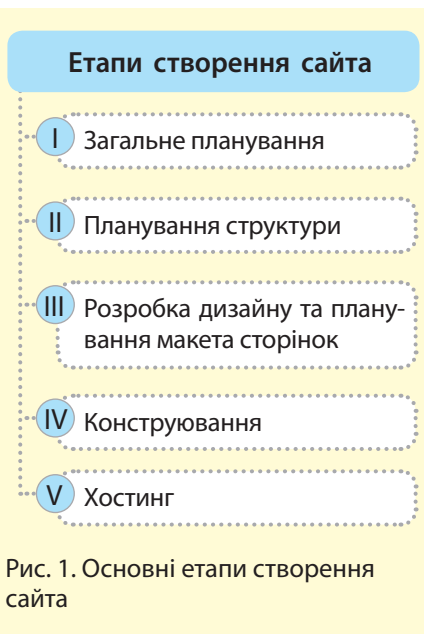 Етапи створення сайта
I Загальне планування
II Планування структури
III Розробка дизайну та плану-
вання макета сторінок
IV Конструювання
V Хостинг
Рис. 1. Основні етапи створення
сайта